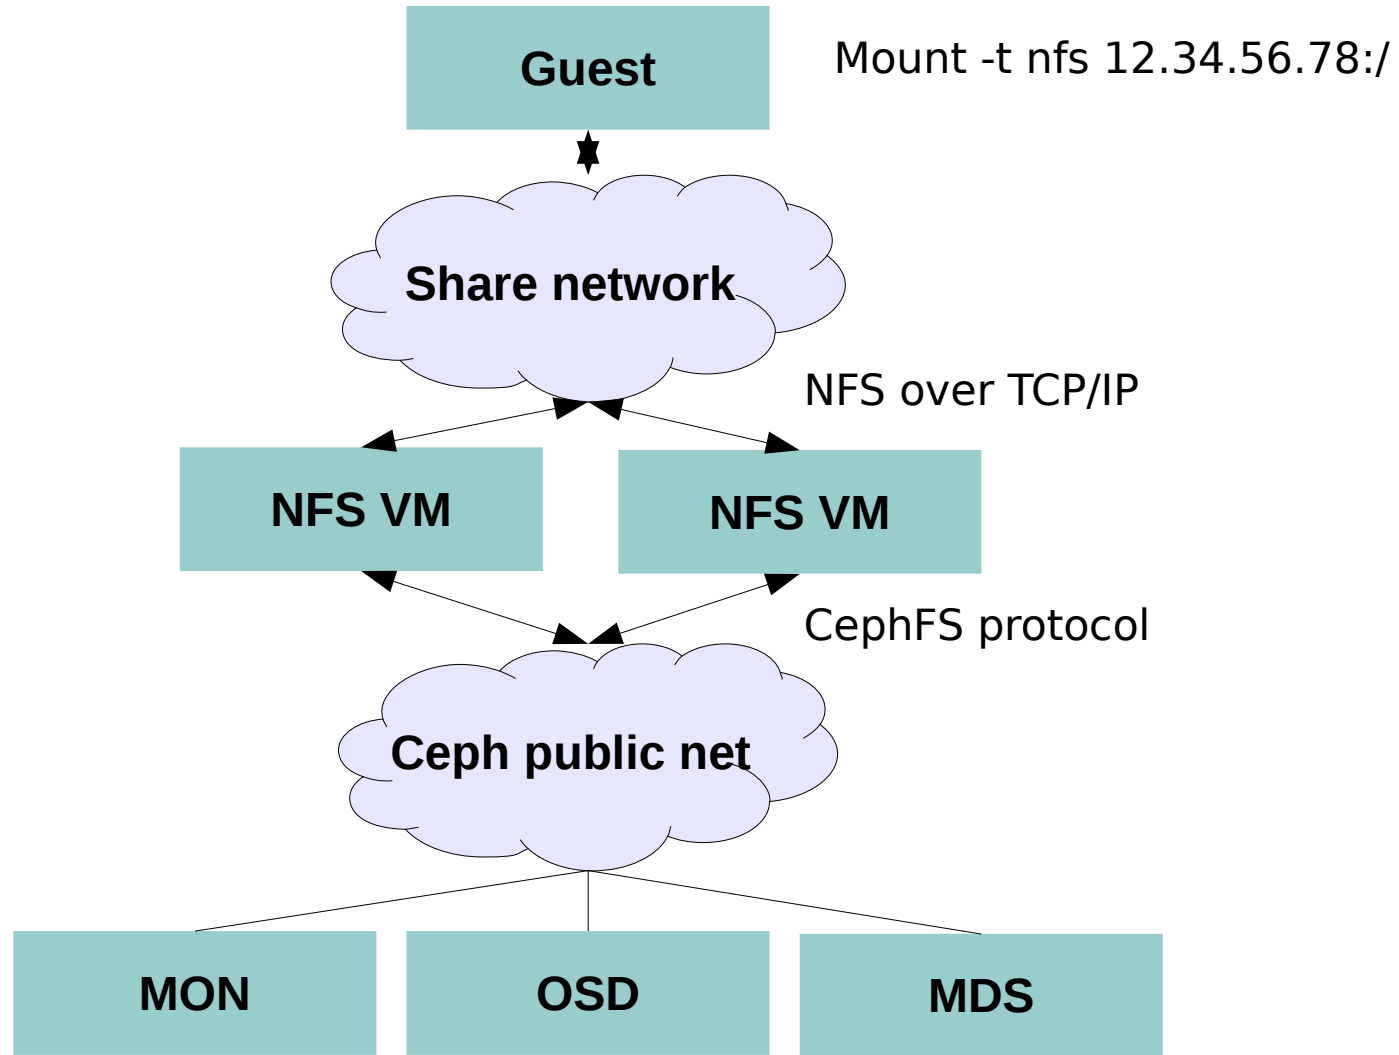 Guest
Mount -t nfs 12.34.56.78:/
Share network
NFS over TCP/IP
NFS VM
NFS VM
CephFS protocol
Ceph public net
MON
OSD
MDS